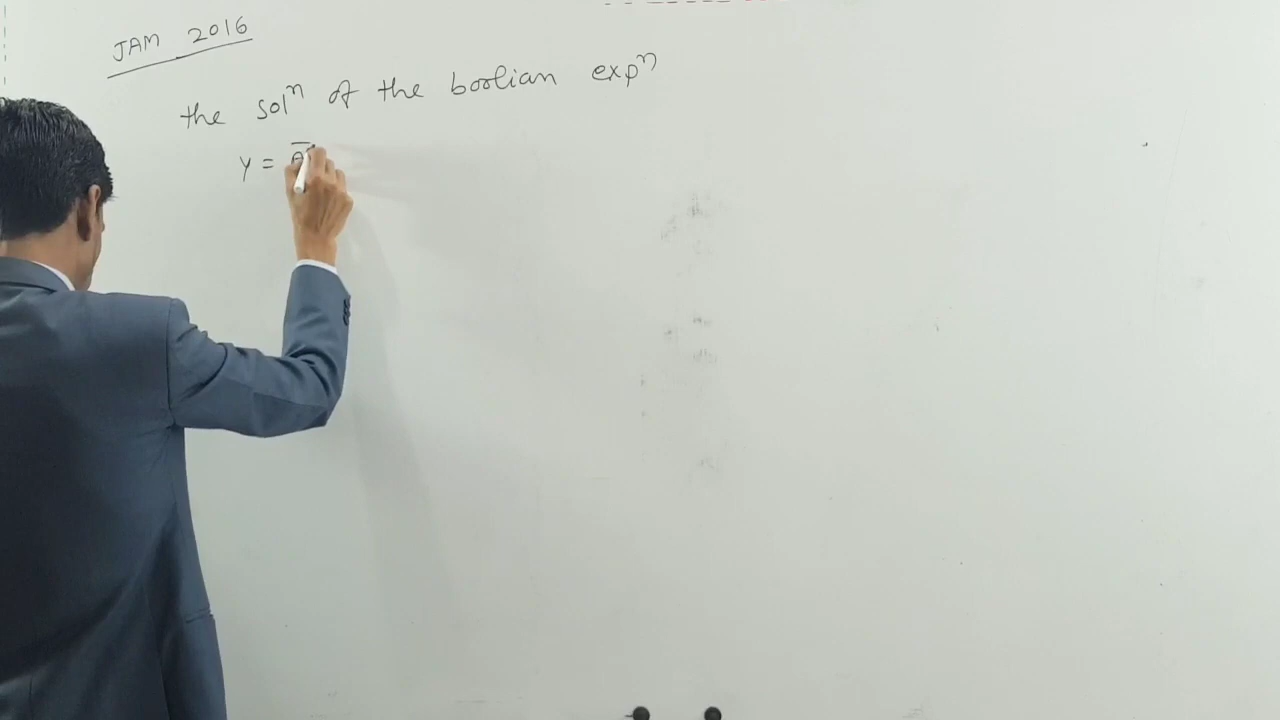 JAM 2016
the solⁿ of the boolian expⁿ
Y = A̅